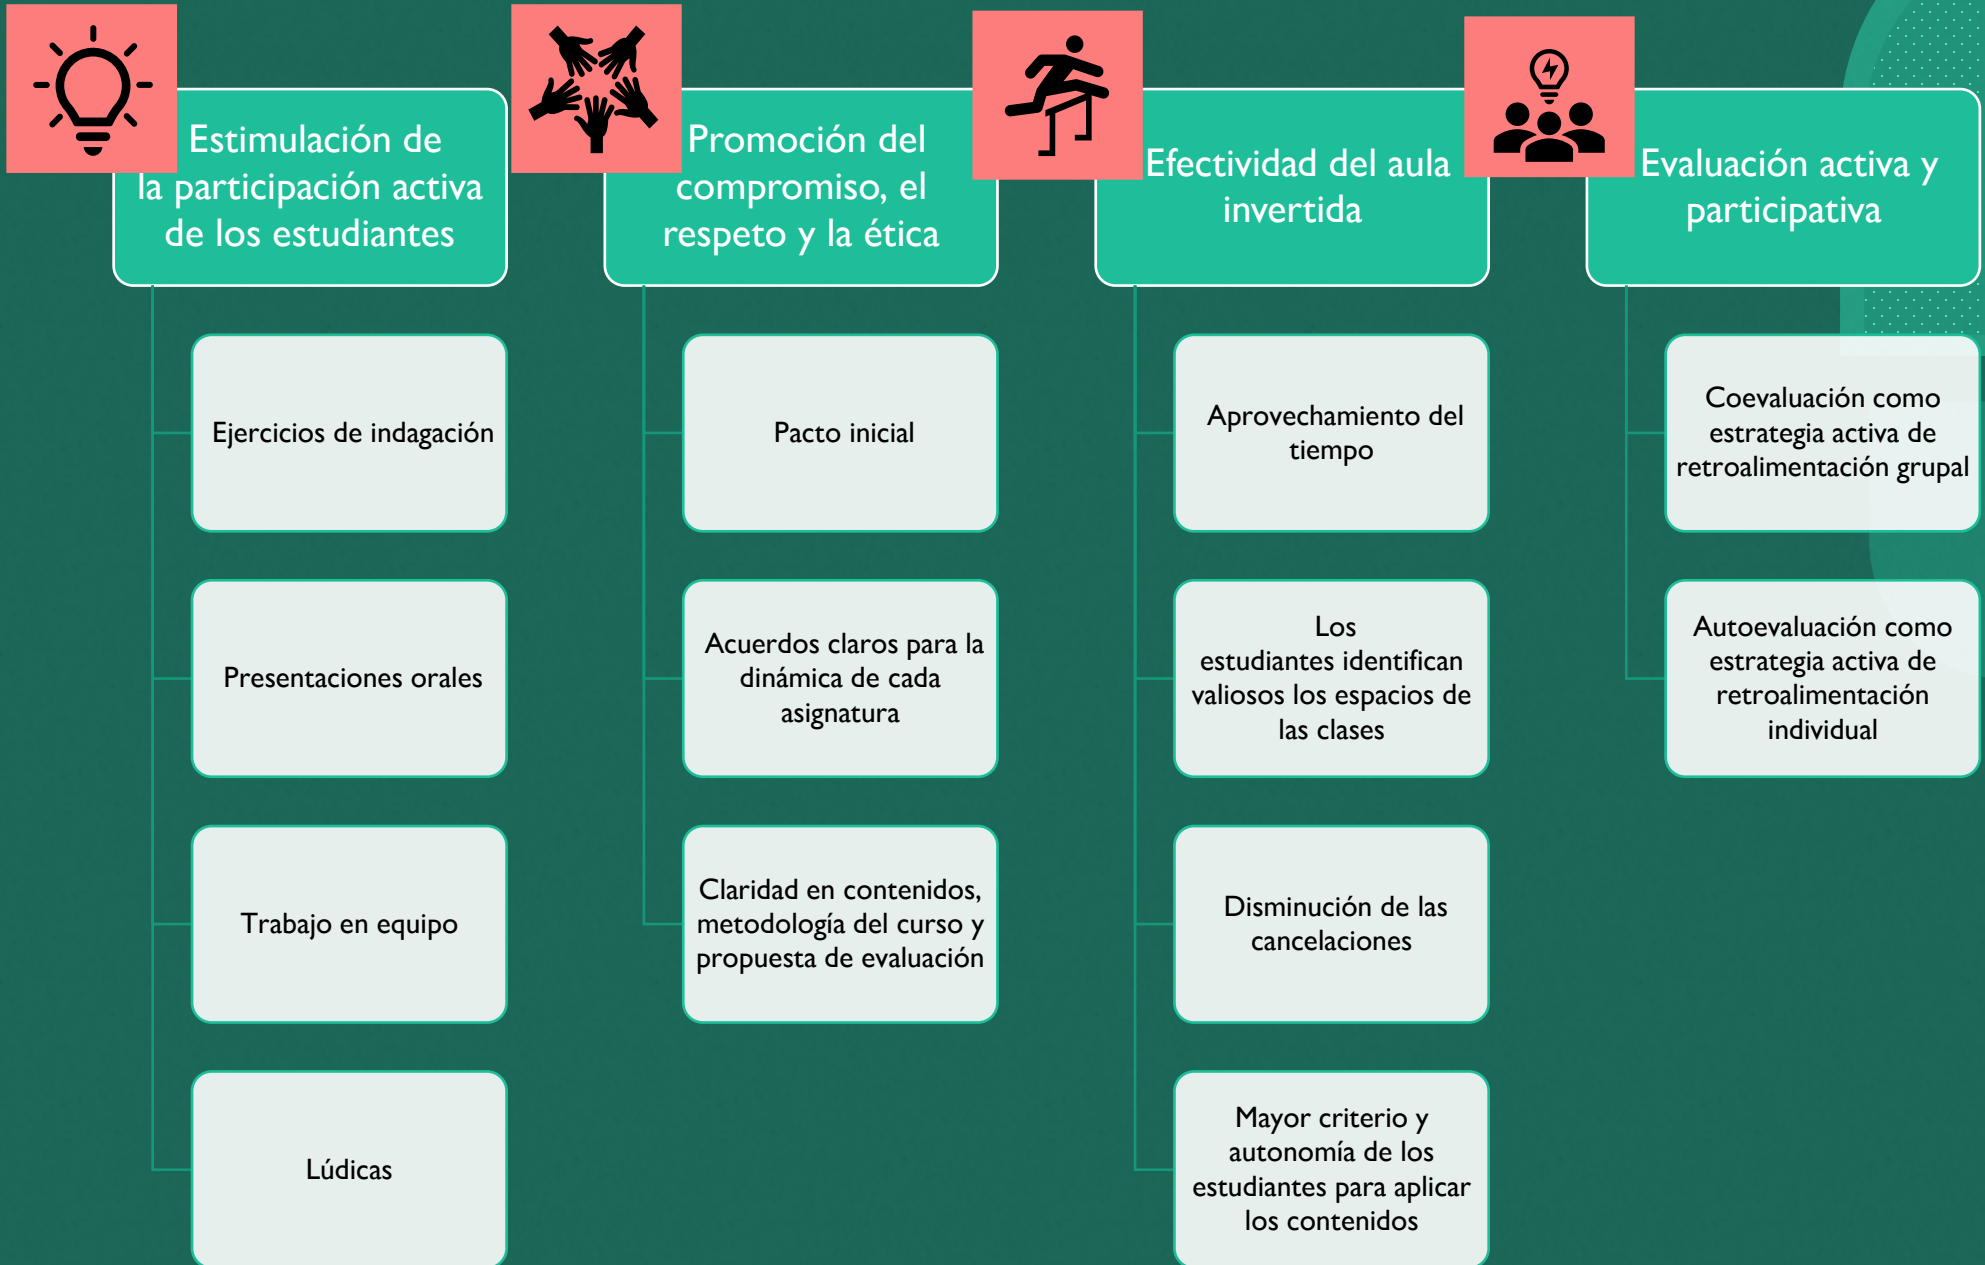 Estimulación de
la participación activa
de los estudiantes
Ejercicios de indagación
Presentaciones orales
Trabajo en equipo
Lúdicas
Promoción del
compromiso, el
respeto y la ética
Pacto inicial
Acuerdos claros para la
dinámica de cada
asignatura
Claridad en contenidos,
metodología del curso y
propuesta de evaluación
Efectividad del aula
invertida
Aprovechamiento del
tiempo
Los
estudiantes identifican
valiosos los espacios de
las clases
Disminución de las
cancelaciones
Mayor criterio y
autonomía de los
estudiantes para aplicar
los contenidos
Evaluación activa y
participativa
Coevaluación como
estrategia activa de
retroalimentación grupal
Autoevaluación como
estrategia activa de
retroalimentación
individual